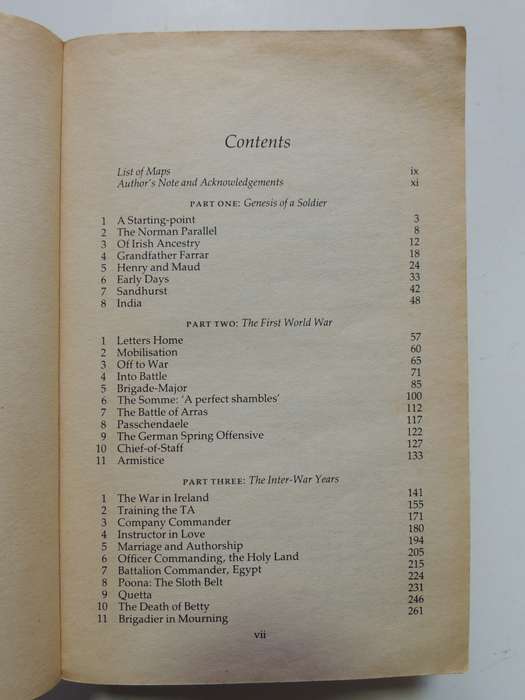 Contents
List of Maps ix
Author's Note and Acknowledgements xi
PART ONE: Genesis of a Soldier
1 A Starting-point 3
2 The Norman Parallel 8
3 Of Irish Ancestry 12
4 Grandfather Farrar 18
5 Henry and Maud 24
6 Early Days 33
7 Sandhurst 42
8 India 48
PART TWO: The First World War
1 Letters Home 57
2 Mobilisation 60
3 Off to War 65
4 Into Battle 71
5 Brigade-Major 85
6 The Somme: 'A perfect shambles' 100
7 The Battle of Arras 112
8 Passchendaele 117
9 The German Spring Offensive 122
10 Chief-of-Staff 127
11 Armistice 133
PART THREE: The Inter-War Years
1 The War in Ireland 141
2 Training the TA 155
3 Company Commander 171
4 Instructor in Love 180
5 Marriage and Authorship 194
6 Officer Commanding, the Holy Land 205
7 Battalion Commander, Egypt 215
8 Poona: The Sloth Belt 224
9 Quetta 231
10 The Death of Betty 246
11 Brigadier in Mourning 261
vii